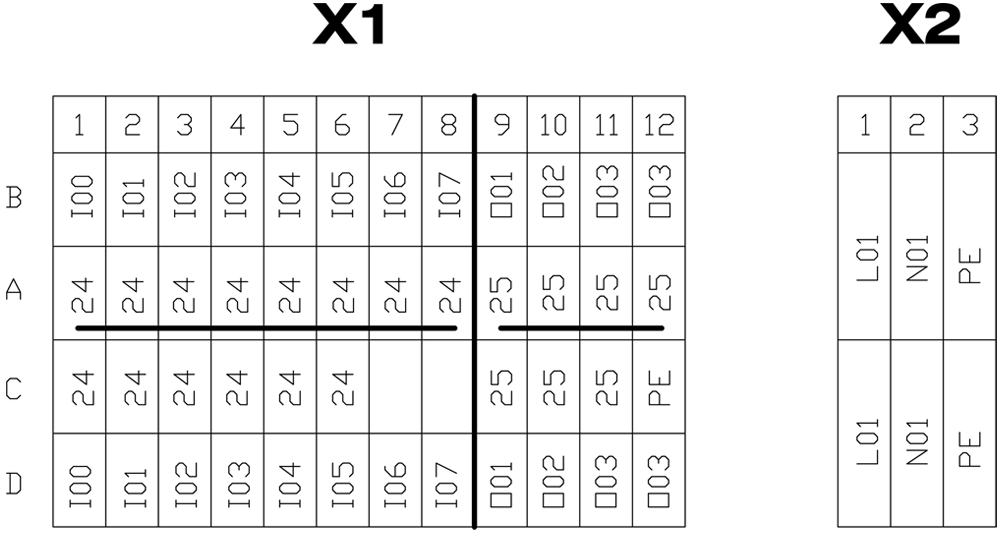 X1 X2
1 2 3 4 5 6 7 8 9 10 11 12 1 2 3
B I00 I01 I02 I03 I04 I05 I06 I07 O01 O02 O03 O03
L01 N01 PE
A 24 24 24 24 24 24 24 24 25 25 25 25
C 24 24 24 24 24 24 25 25 25 PE
L01 N01 PE
D I00 I01 I02 I03 I04 I05 I06 I07 O01 O02 O03 O03